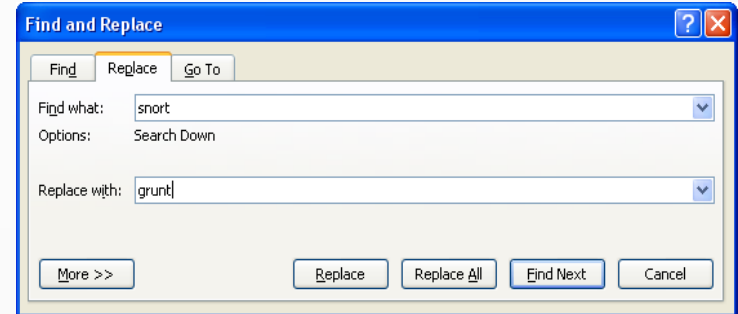 Find and Replace
Find Replace Go To
Find what: snort
Options: Search Down
Replace with: grunt
More >> Replace Replace All Find Next Cancel